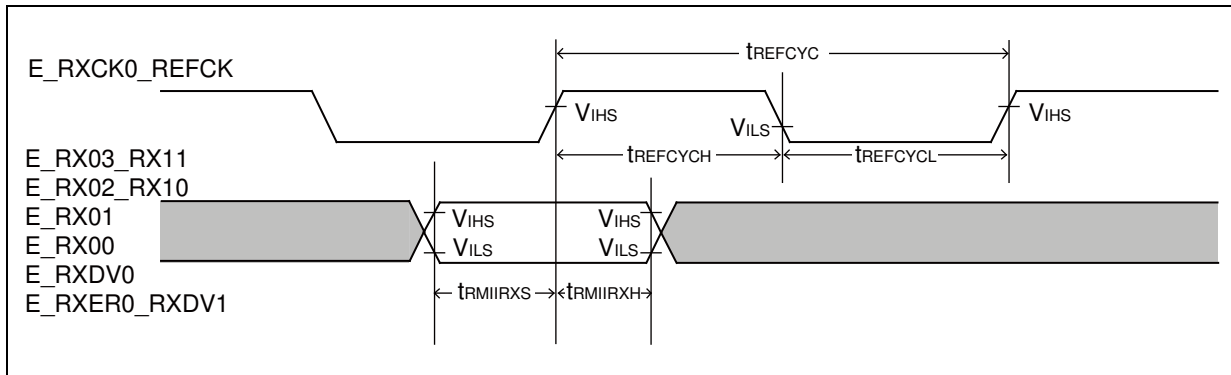 tREFCYC
E_RXCK0_REFCK
VIHS
VILS
VIHS
tREFCYCH
tREFCYCL
E_RX03_RX11
E_RX02_RX10
E_RX01
E_RX00
E_RXDV0
E_RXER0_RXDV1
VIHS
VIHS
VILS
VILS
tRMIIRXS
tRMIIRXH